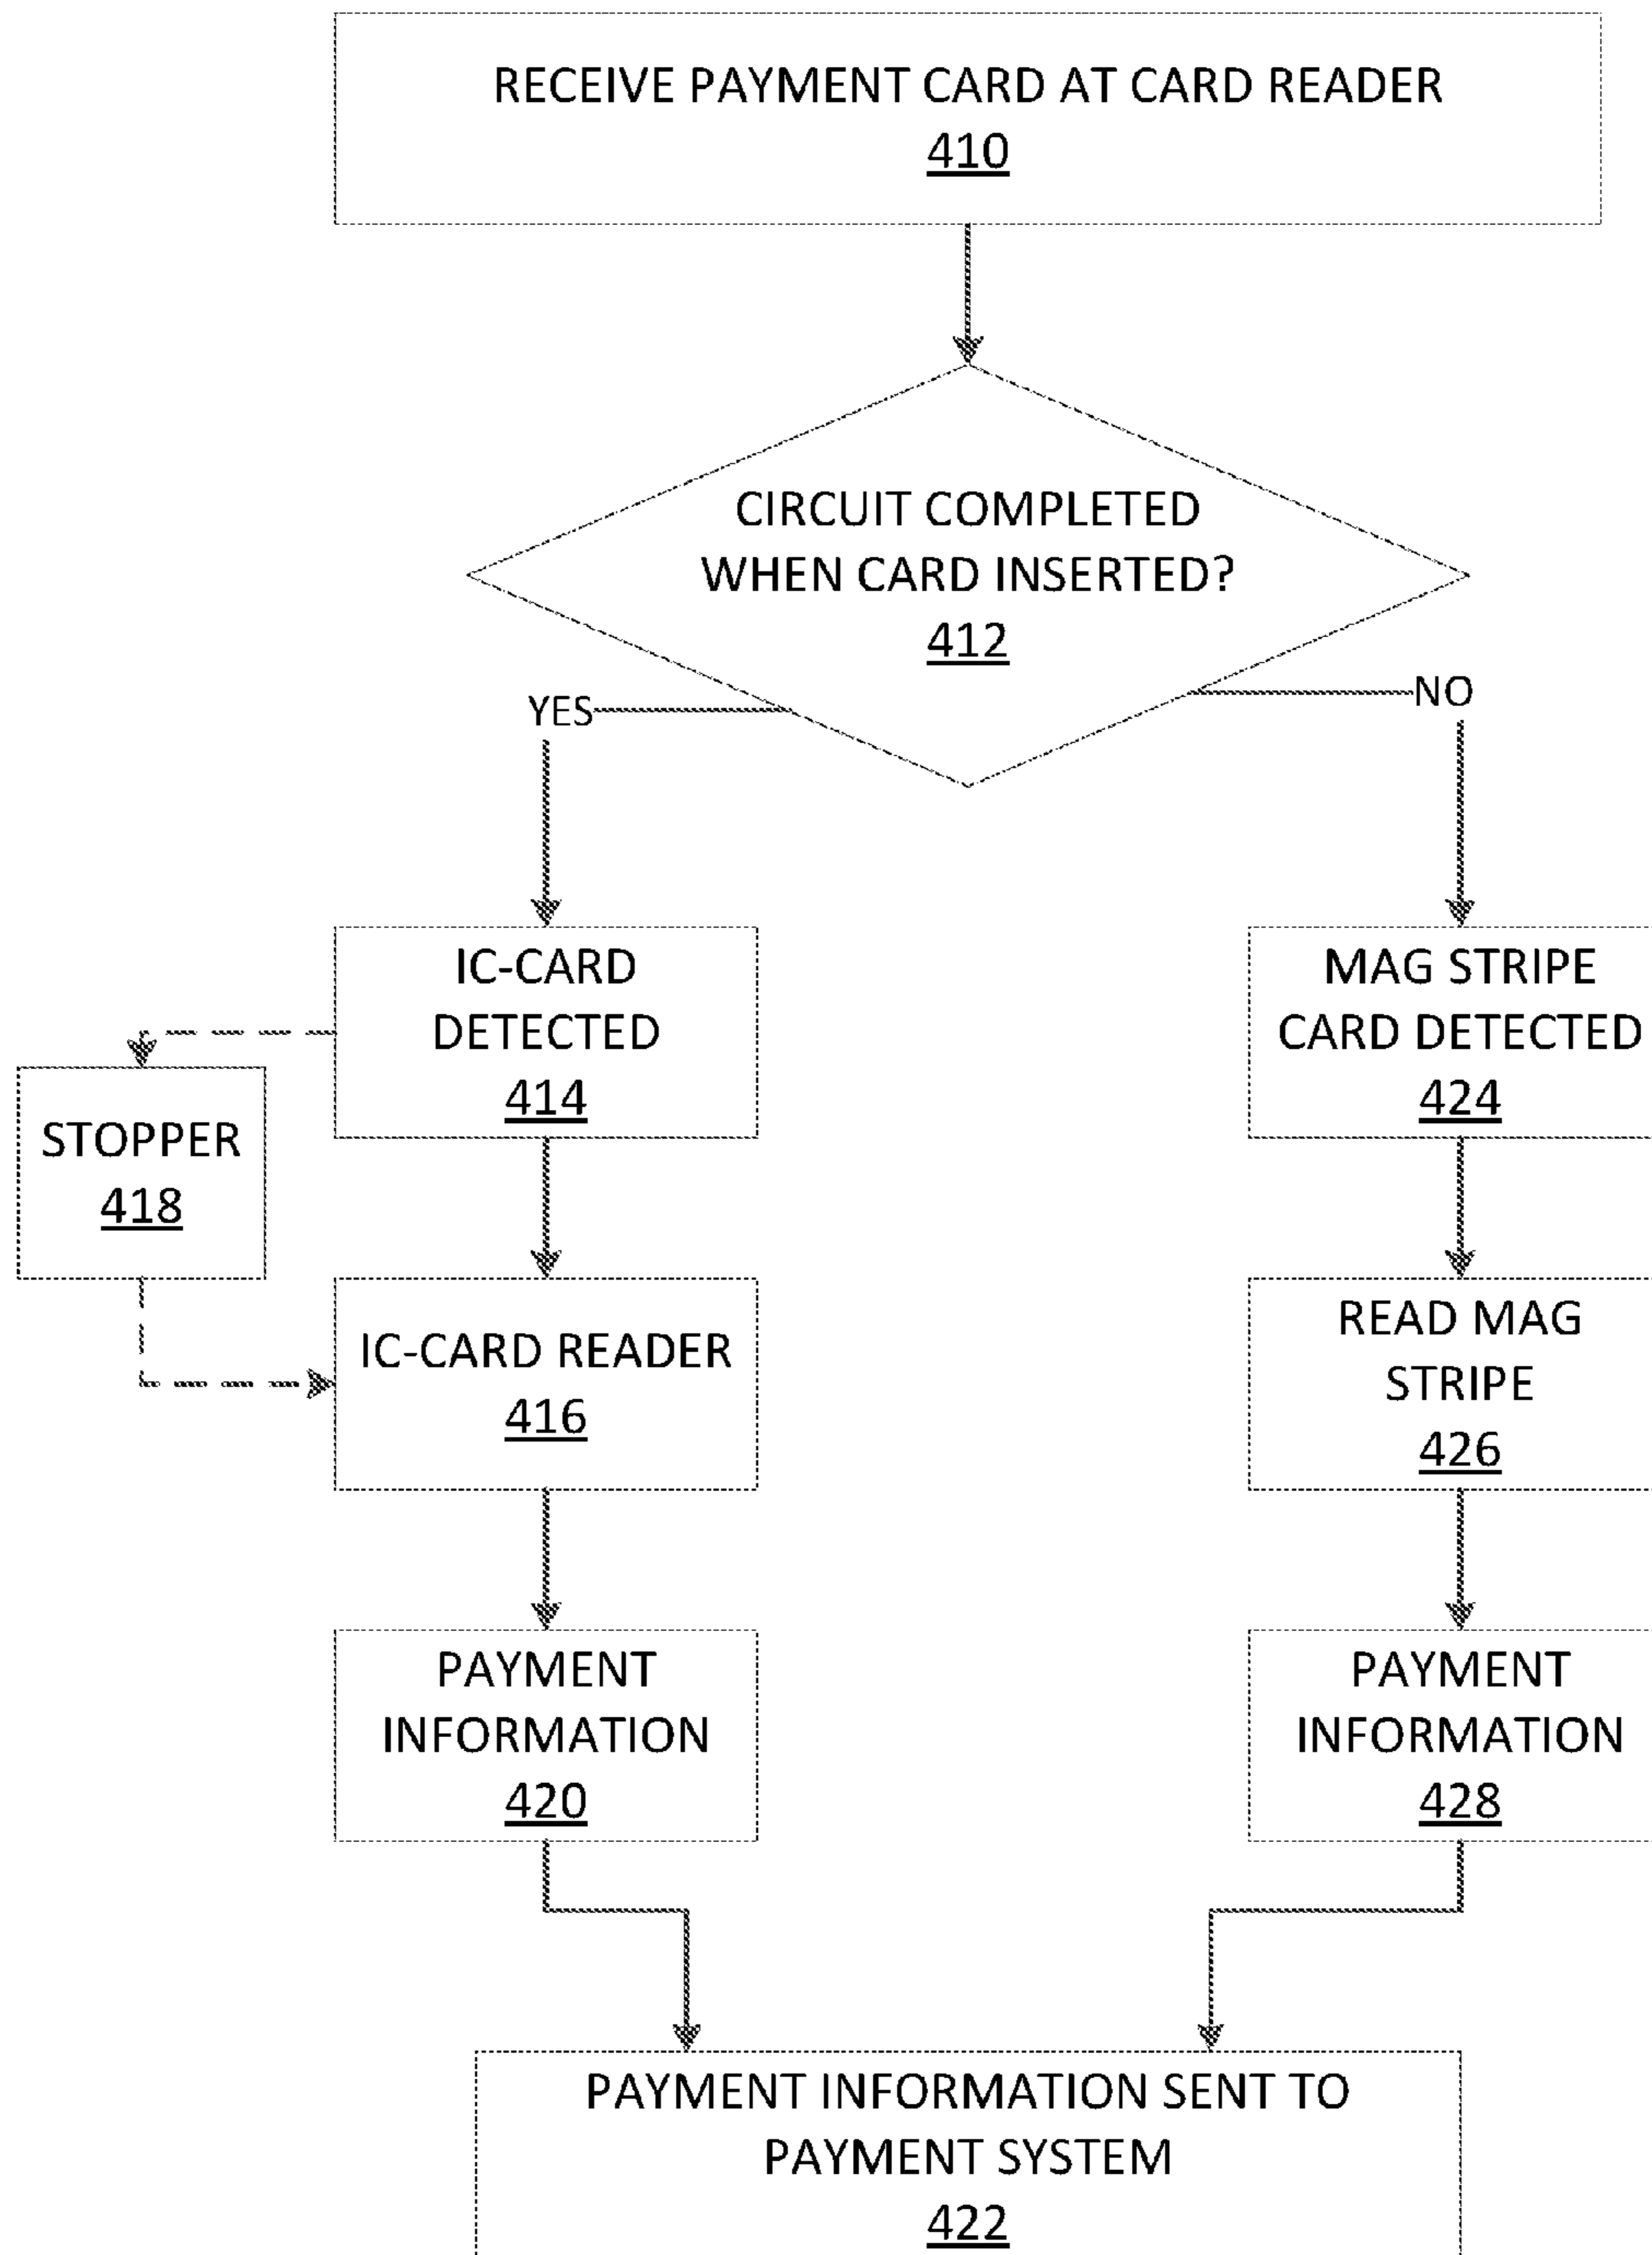 RECEIVE PAYMENT CARD AT CARD READER
410
CIRCUIT COMPLETED
WHEN CARD INSERTED?
412
YES
NO
IC-CARD
DETECTED
414
MAG STRIPE
CARD DETECTED
424
STOPPER
418
IC-CARD READER
416
READ MAG
STRIPE
426
PAYMENT
INFORMATION
420
PAYMENT
INFORMATION
428
PAYMENT INFORMATION SENT TO
PAYMENT SYSTEM
422